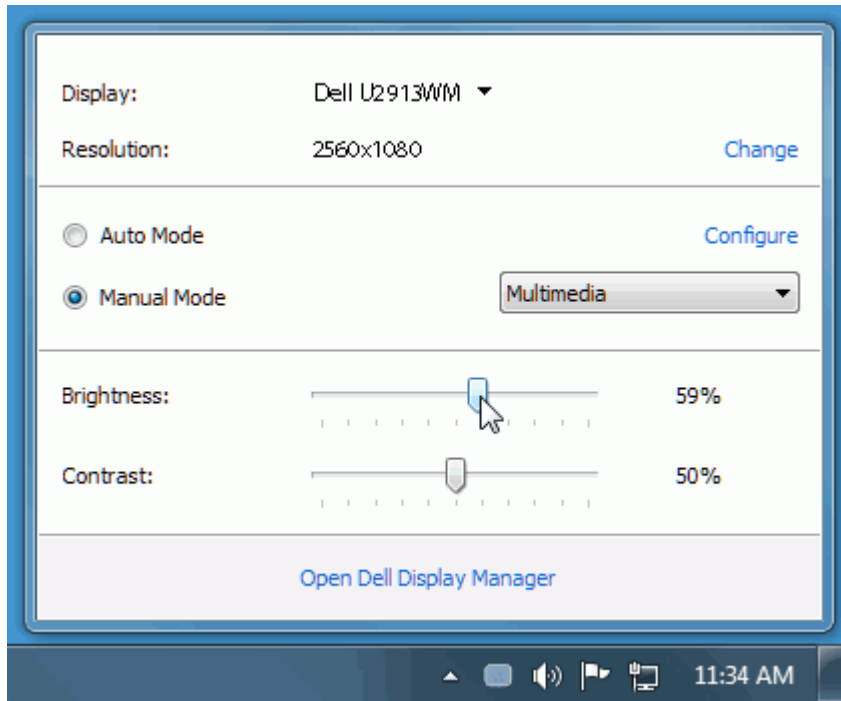 Display: Dell U2913WM
Resolution: 2560x1080 Change
Auto Mode Configure
Manual Mode Multimedia
Brightness: 59%
Contrast: 50%
Open Dell Display Manager
11:34 AM